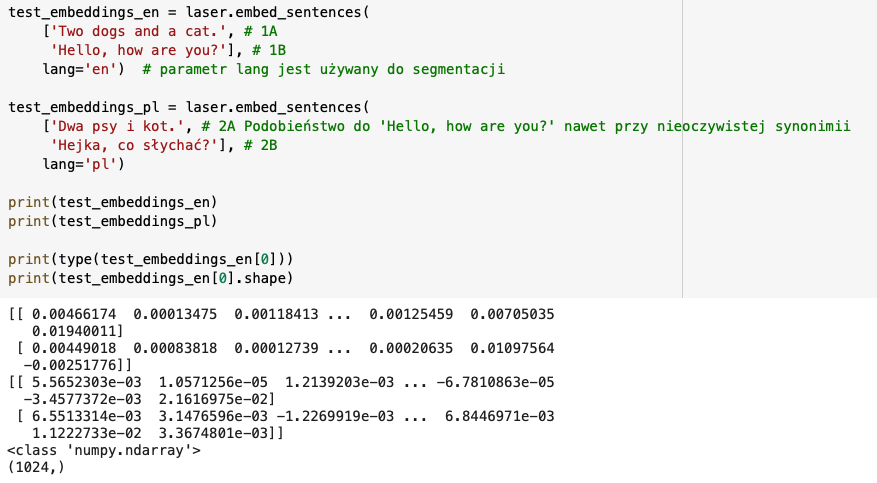 test_embeddings_en = laser.embed_sentences(
    ['Two dogs and a cat.', # 1A
     'Hello, how are you?'], # 1B
    lang='en')  # parametr lang jest używany do segmentacji

test_embeddings_pl = laser.embed_sentences(
    ['Dwa psy i kot.', # 2A Podobieństwo do 'Hello, how are you?' nawet przy nieoczywistej synonimii
     'Hejka, co słychać?'], # 2B
    lang='pl')

print(test_embeddings_en)
print(test_embeddings_pl)

print(type(test_embeddings_en[0]))
print(test_embeddings_en[0].shape)
[[ 0.00466174  0.00013475  0.00118413 ...  0.00125459  0.00705035
   0.01940011]
 [ 0.00449018  0.00083818  0.00012739 ...  0.00020635  0.01097564
  -0.00251776]]
[[ 5.5652303e-03  1.0571256e-05  1.2139203e-03 ... -6.7810863e-05
  -3.4577372e-03  2.1616975e-02]
 [ 6.5513314e-03  3.1476596e-03 -1.2269919e-03 ...  6.8446971e-03
   1.1222733e-02  3.3674801e-03]]
<class 'numpy.ndarray'>
(1024,)